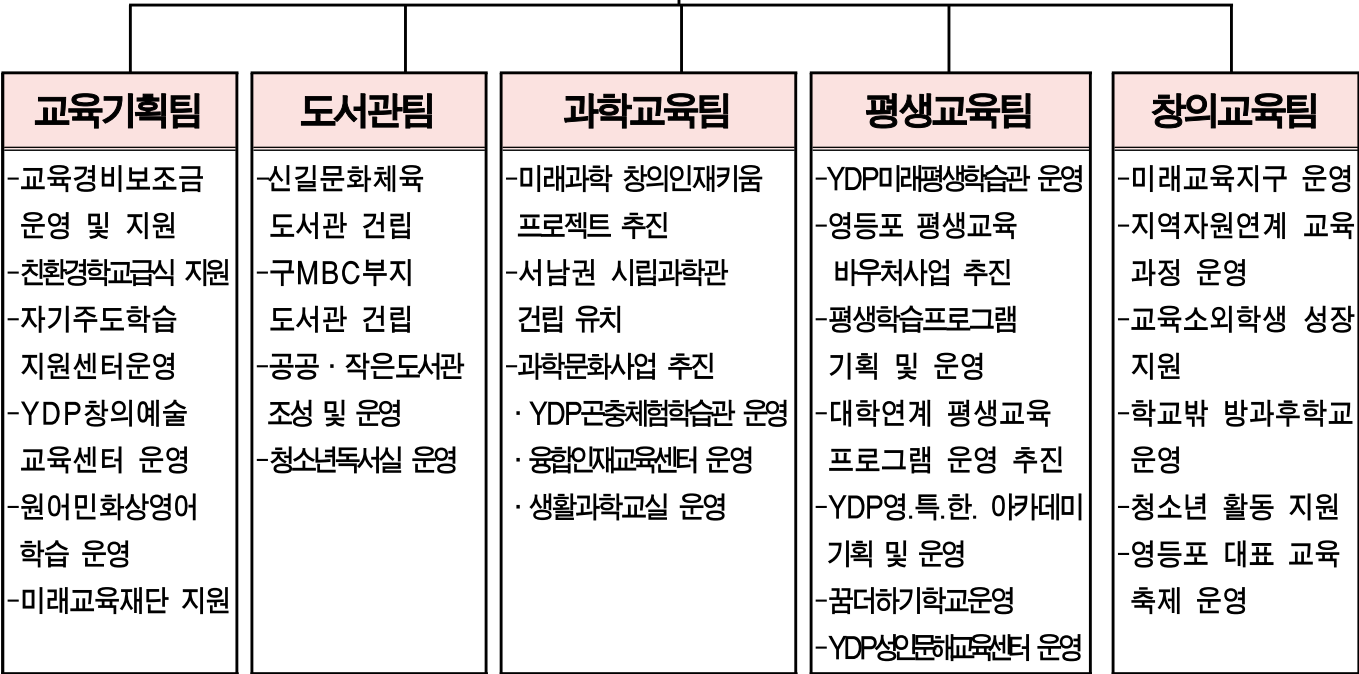 교육기획팀
-교육경비보조금
운영 및 지원
-친환경학교급식 지원
-자기주도학습
지원센터운영
-YDP창의예술
교육센터 운영
-원어민화상영어
학습 운영
-미래교육재단 지원
도서관팀
-신길문화체육
도서관 건립
-구MBC부지
도서관 건립
-공공 · 작은도서관
조성 및 운영
-청소년독서실 운영
과학교육팀
-미래과학 창의인재키움
프로젝트 추진
-서남권 시립과학관
건립 유치
-과학문화사업 추진
· YDP곤충체험학습관 운영
· 융합인재교육센터 운영
· 생활과학교실 운영
평생교육팀
-YDP미래평생학습관 운영
-영등포 평생교육
바우처사업 추진
-평생학습프로그램
기획 및 운영
-대학연계 평생교육
프로그램 운영 추진
-YDP영.특.한. 아카데미
기획 및 운영
-꿈더하기학교운영
-YDP성인문해교육센터 운영
창의교육팀
-미래교육지구 운영
-지역자원연계 교육
과정 운영
-교육소외학생 성장
지원
-학교밖 방과후학교
운영
-청소년 활동 지원
-영등포 대표 교육
축제 운영